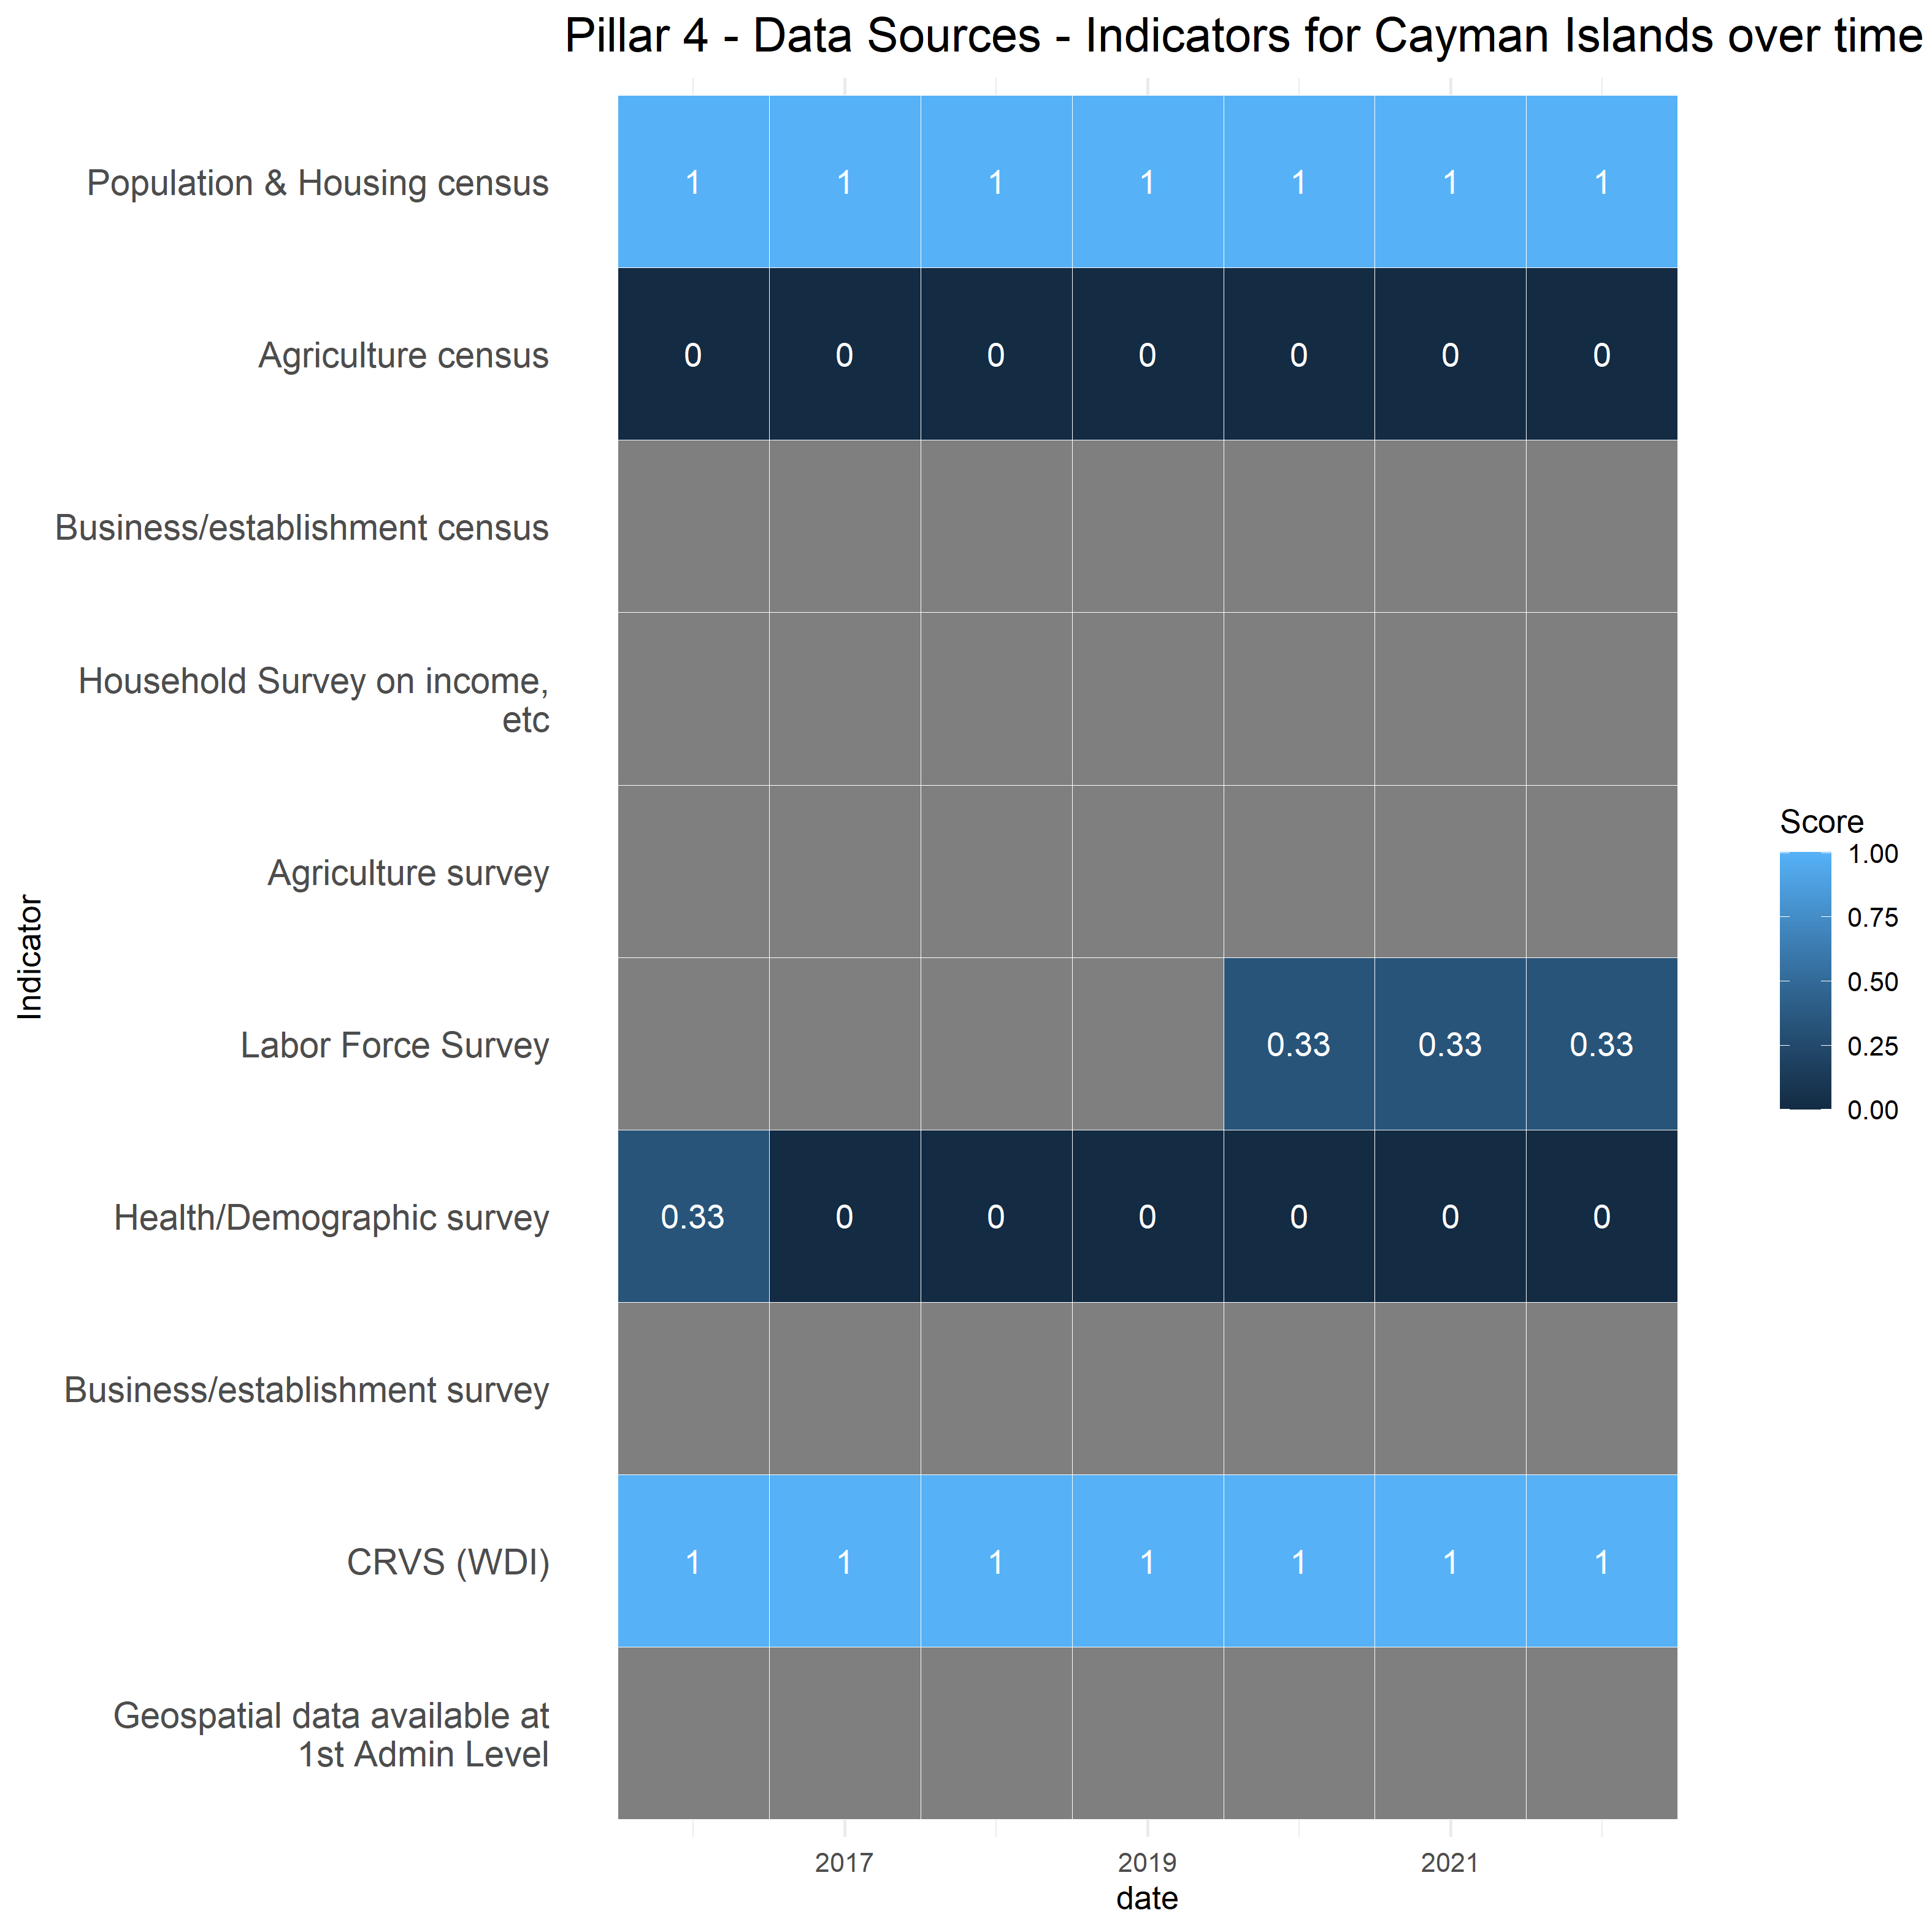 Pillar 4 - Data Sources - Indicators for Cayman Islands over time
Population & Housing census
1 1 1 1 1 1 1
Agriculture census
0 0 0 0 0 0 0
Business/establishment census
Household Survey on income,
etc
Agriculture survey
Labor Force Survey
0.33 0.33 0.33
Health/Demographic survey
0.33 0 0 0 0 0 0
Business/establishment survey
CRVS (WDI)
1 1 1 1 1 1 1
Geospatial data available at
1st Admin Level
Indicator
2017 2019 2021
date
Score
1.00
0.75
0.50
0.25
0.00